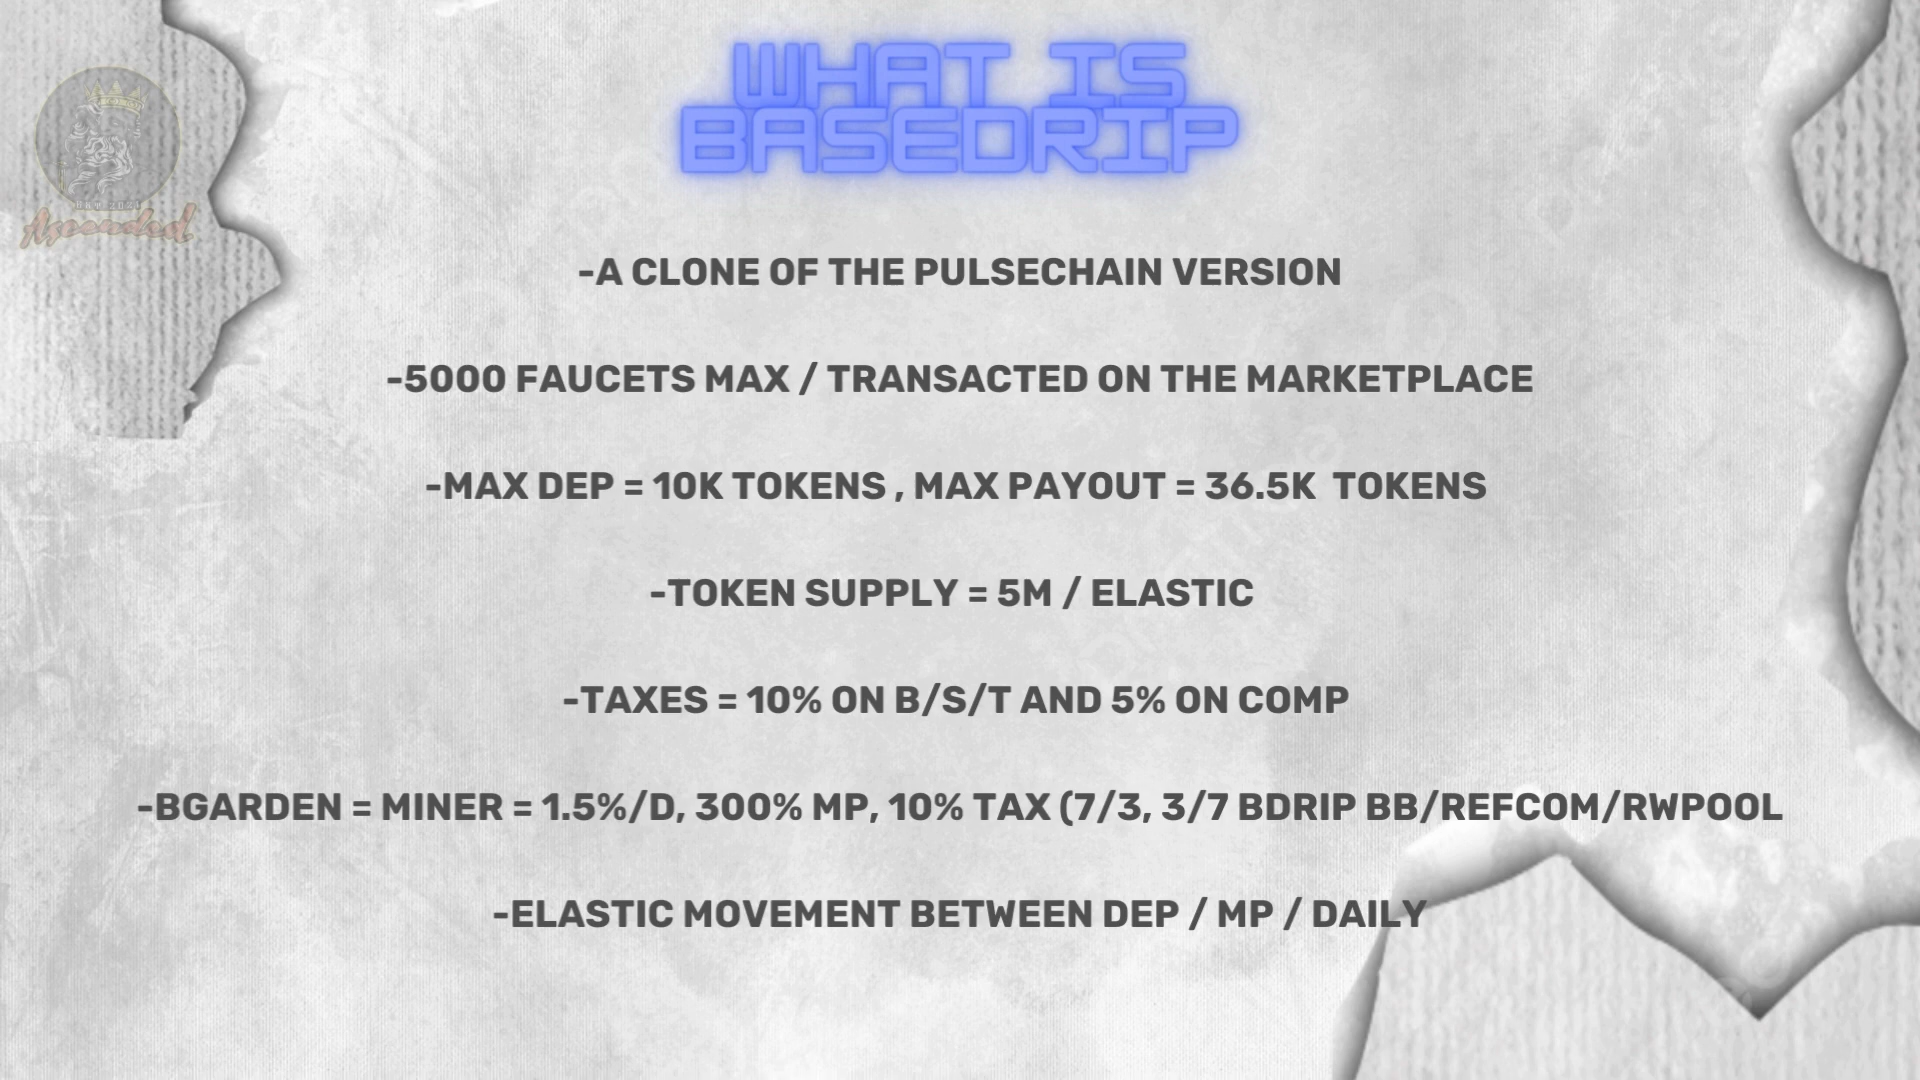 WHAT IS
BASEDRIP
EST 2021
Ascended
-A CLONE OF THE PULSECHAIN VERSION
-5000 FAUCETS MAX / TRANSACTED ON THE MARKETPLACE
-MAX DEP = 10K TOKENS , MAX PAYOUT = 36.5K TOKENS
-TOKEN SUPPLY = 5M / ELASTIC
-TAXES = 10% ON B/S/T AND 5% ON COMP
-BGARDEN = MINER = 1.5%/D, 300% MP, 10% TAX (7/3, 3/7 BDRIP BB/REFCOM/RWPOOL
-ELASTIC MOVEMENT BETWEEN DEP / MP / DAILY